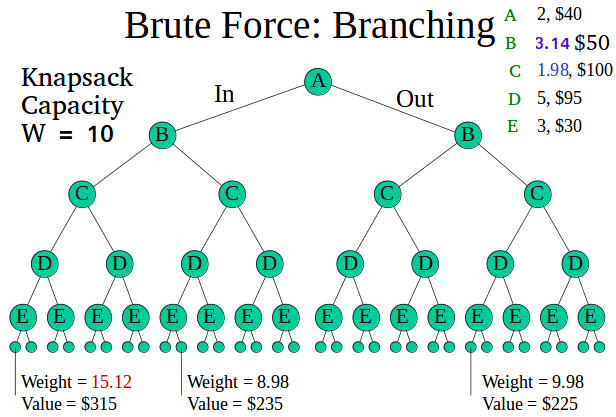 Brute Force: Branching
A 2, $40
B 3.14 $50
C 1.98, $100
D 5, $95
E 3, $30
Knapsack
Capacity
W = 10
In
Out
A
B B
C C C C
D D D D D D D D
E E E E E E E E E E E E E E E E
Weight = 15.12
Value = $315
Weight = 8.98
Value = $235
Weight = 9.98
Value = $225